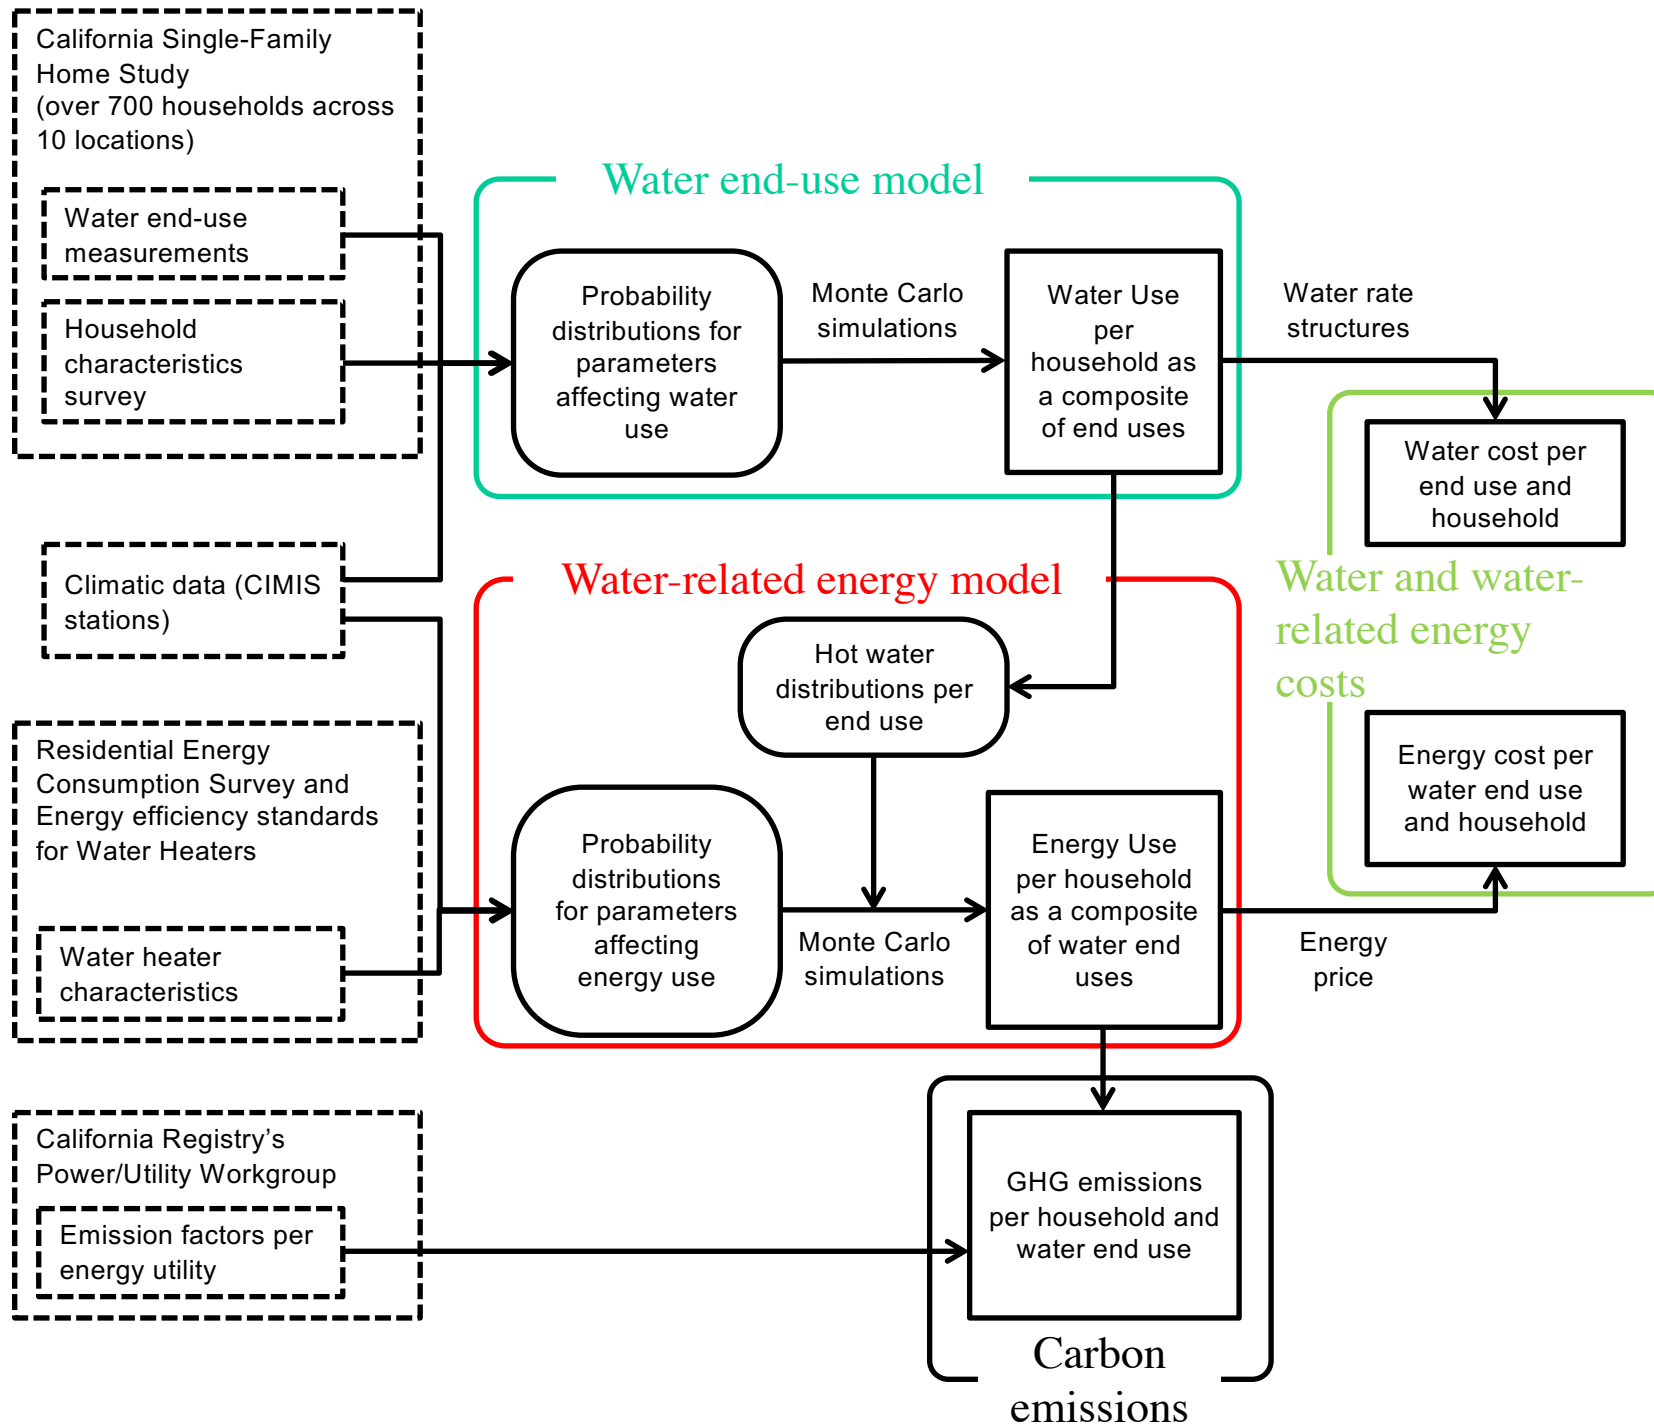 California Single-Family
Home Study
(over 700 households across
10 locations)
Water end-use
measurements
Household
characteristics
survey
Climatic data (CIMIS
stations)
Residential Energy
Consumption Survey and
Energy efficiency standards
for Water Heaters
Water heater
characteristics
California Registry’s
Power/Utility Workgroup
Emission factors per
energy utility
Water end-use model
Probability
distributions for
parameters
affecting water
use
Monte Carlo
simulations
Water Use
per
household as
a composite
of end uses
Water rate
structures
Water cost per
end use and
household
Water-related energy model
Hot water
distributions per
end use
Probability
distributions
for parameters
affecting
energy use
Monte Carlo
simulations
Energy Use
per household
as a composite
of water end
uses
Energy
price
Water and water-
related energy
costs
Energy cost per
water end use
and household
GHG emissions
per household and
water end use
Carbon
emissions